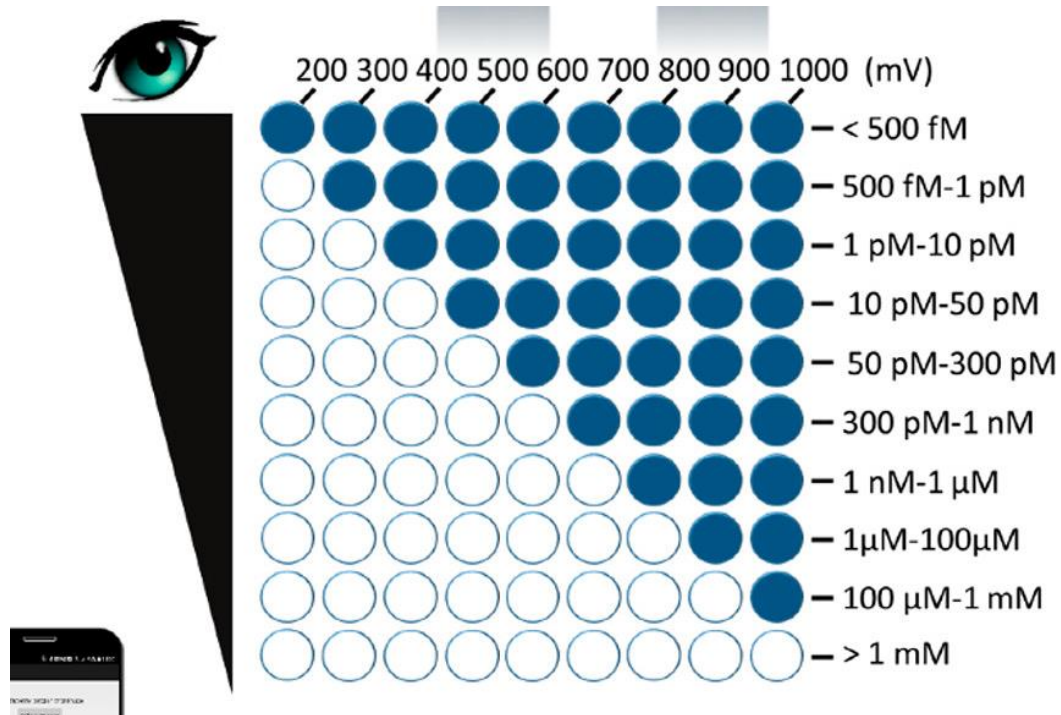 200 300 400 500 600 700 800 900 1000 (mV)
< 500 fM
500 fM-1 pM
1 pM-10 pM
10 pM-50 pM
50 pM-300 pM
300 pM-1 nM
1 nM-1 µM
1µM-100µM
100 µM-1 mM
> 1 mM